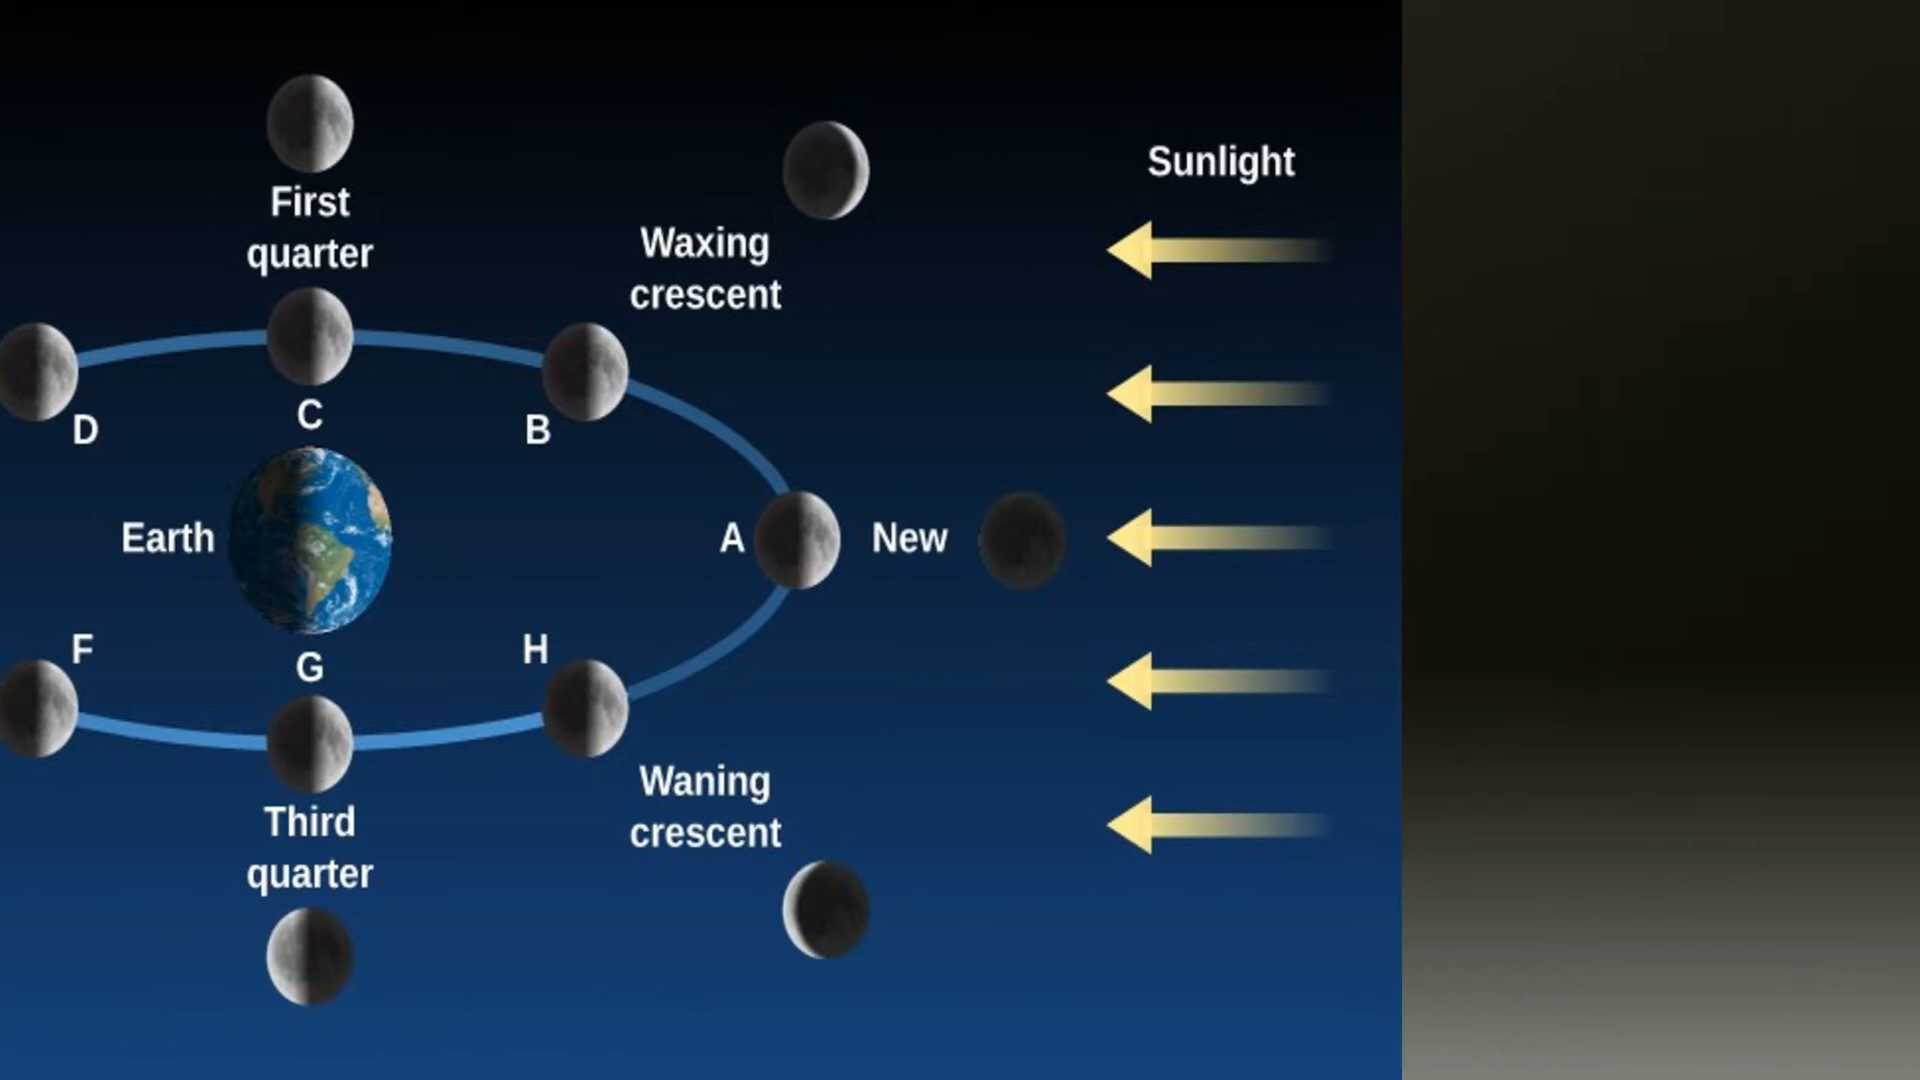 First
quarter
Waxing
crescent
Sunlight
D
C
B
Earth
A
New
F
G
H
Third
quarter
Waning
crescent